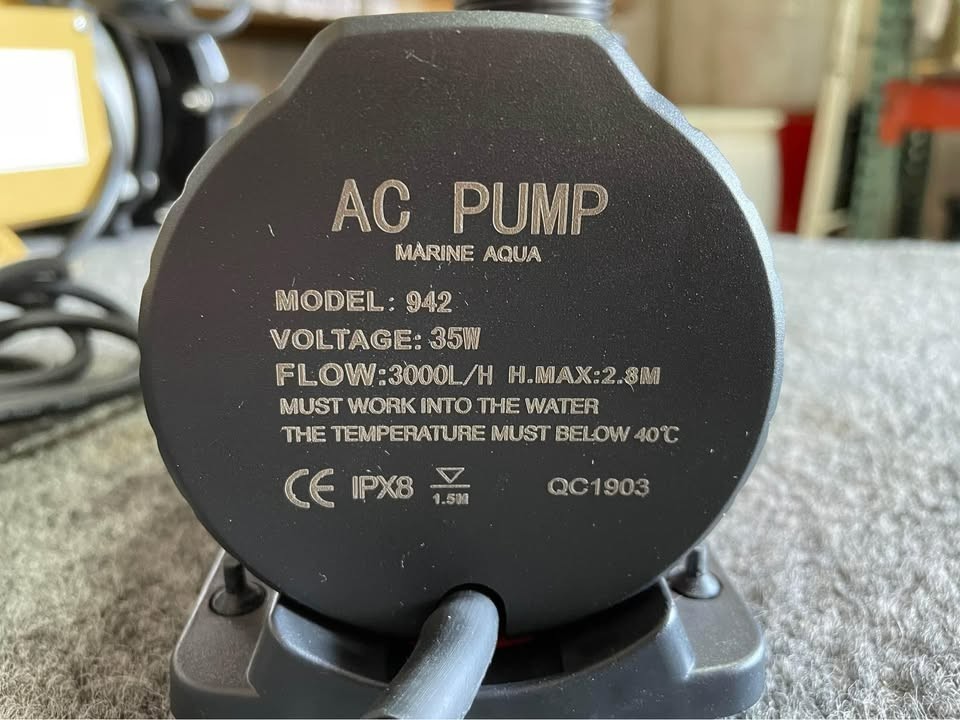 AC PUMP
MARINE AQUA
MODEL: 942
VOLTAGE: 35W
FLOW:3000L/H H.MAX:2.8M
MUST WORK INTO THE WATER
THE TEMPERATURE MUST BELOW 40℃
CE IPX8 1.5M QC1903